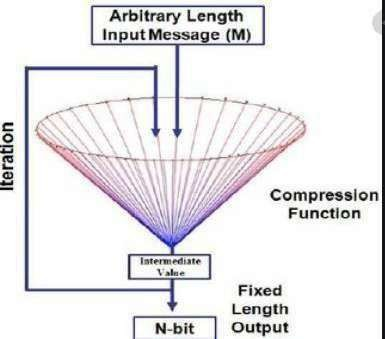 Arbitrary Length
Input Message (M)
Iteration
Compression
Function
Intermediate
Value
Fixed
Length
Output
N-bit